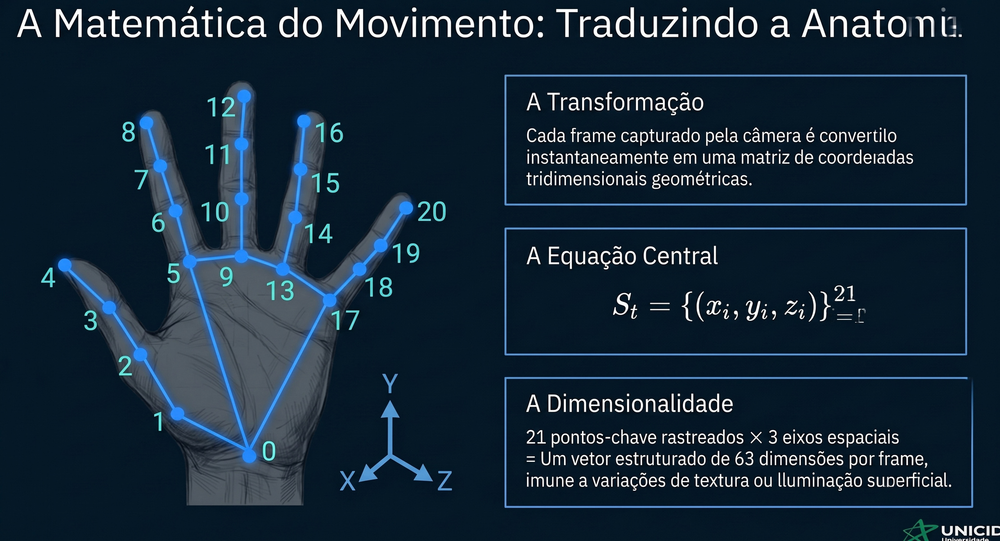 A Matemática do Movimento: Traduzindo a
12
8
16
11
7
15
10
20
6
14
19
5
9
4
18
13
3
17
2
Y
1
0
X
Z
A Transformação
Cada frame capturado pela câmera é convertilo
instantaneamente em uma matriz de
tridimensionais geométricas.
A Equação Central
S_t = {(x_i, y_i, z_i)}^21
A Dimensionalidade
21 pontos-chave rastreados × 3 eixos espaciais
= Um vetor estruturado de 63 dimensões por frame,
imune a variações de textura ou lluminação superficial.
UNICID
Universidade